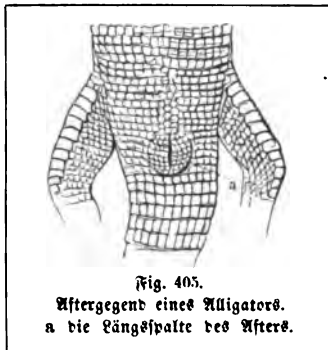 a
Fig. 405.
Aftergegend eines Alligators.
a die Längsspalte des Afters.